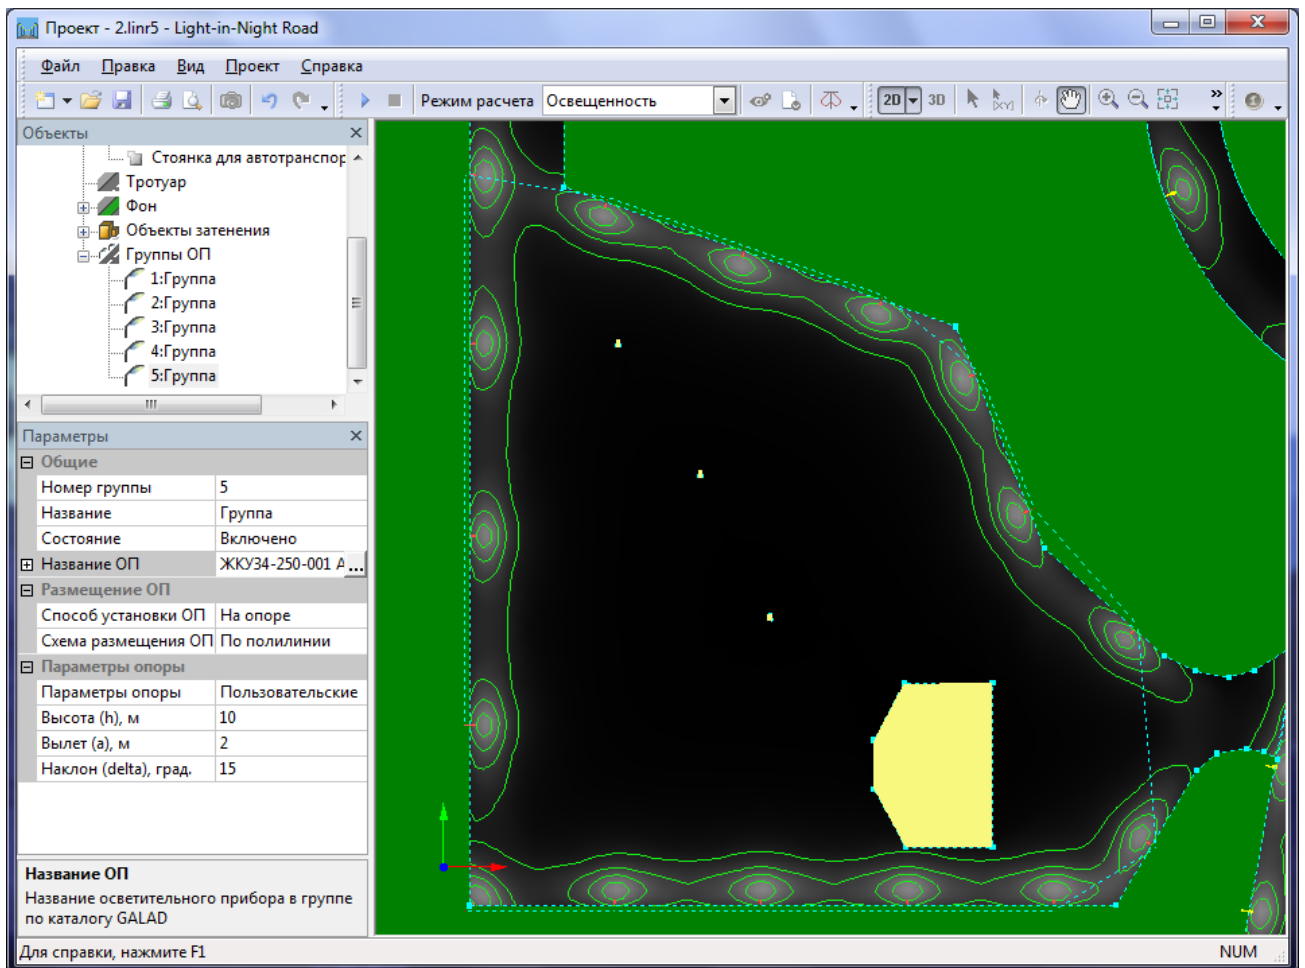 Проект - 2.linr5 - Light-in-Night Road
Файл Правка Вид Проект Справка
Режим расчета Освещенность 2D 3D
Объекты
Стоянка для автотранспор
Тротуар
Фон
Объекты затенения
Группы ОП
1:Группа
2:Группа
3:Группа
4:Группа
5:Группа
Параметры
Общие
Номер группы 5
Название Группа
Состояние Включено
Название ОП ЖКУ34-250-001 А ...
Размещение ОП
Способ установки ОП На опоре
Схема размещения ОП По полилинии
Параметры опоры
Параметры опоры Пользовательские
Высота (h), м 10
Вылет (a), м 2
Наклон (delta), град. 15
Название ОП
Название осветительного прибора в группе
по каталогу GALAD
Для справки, нажмите F1 NUM